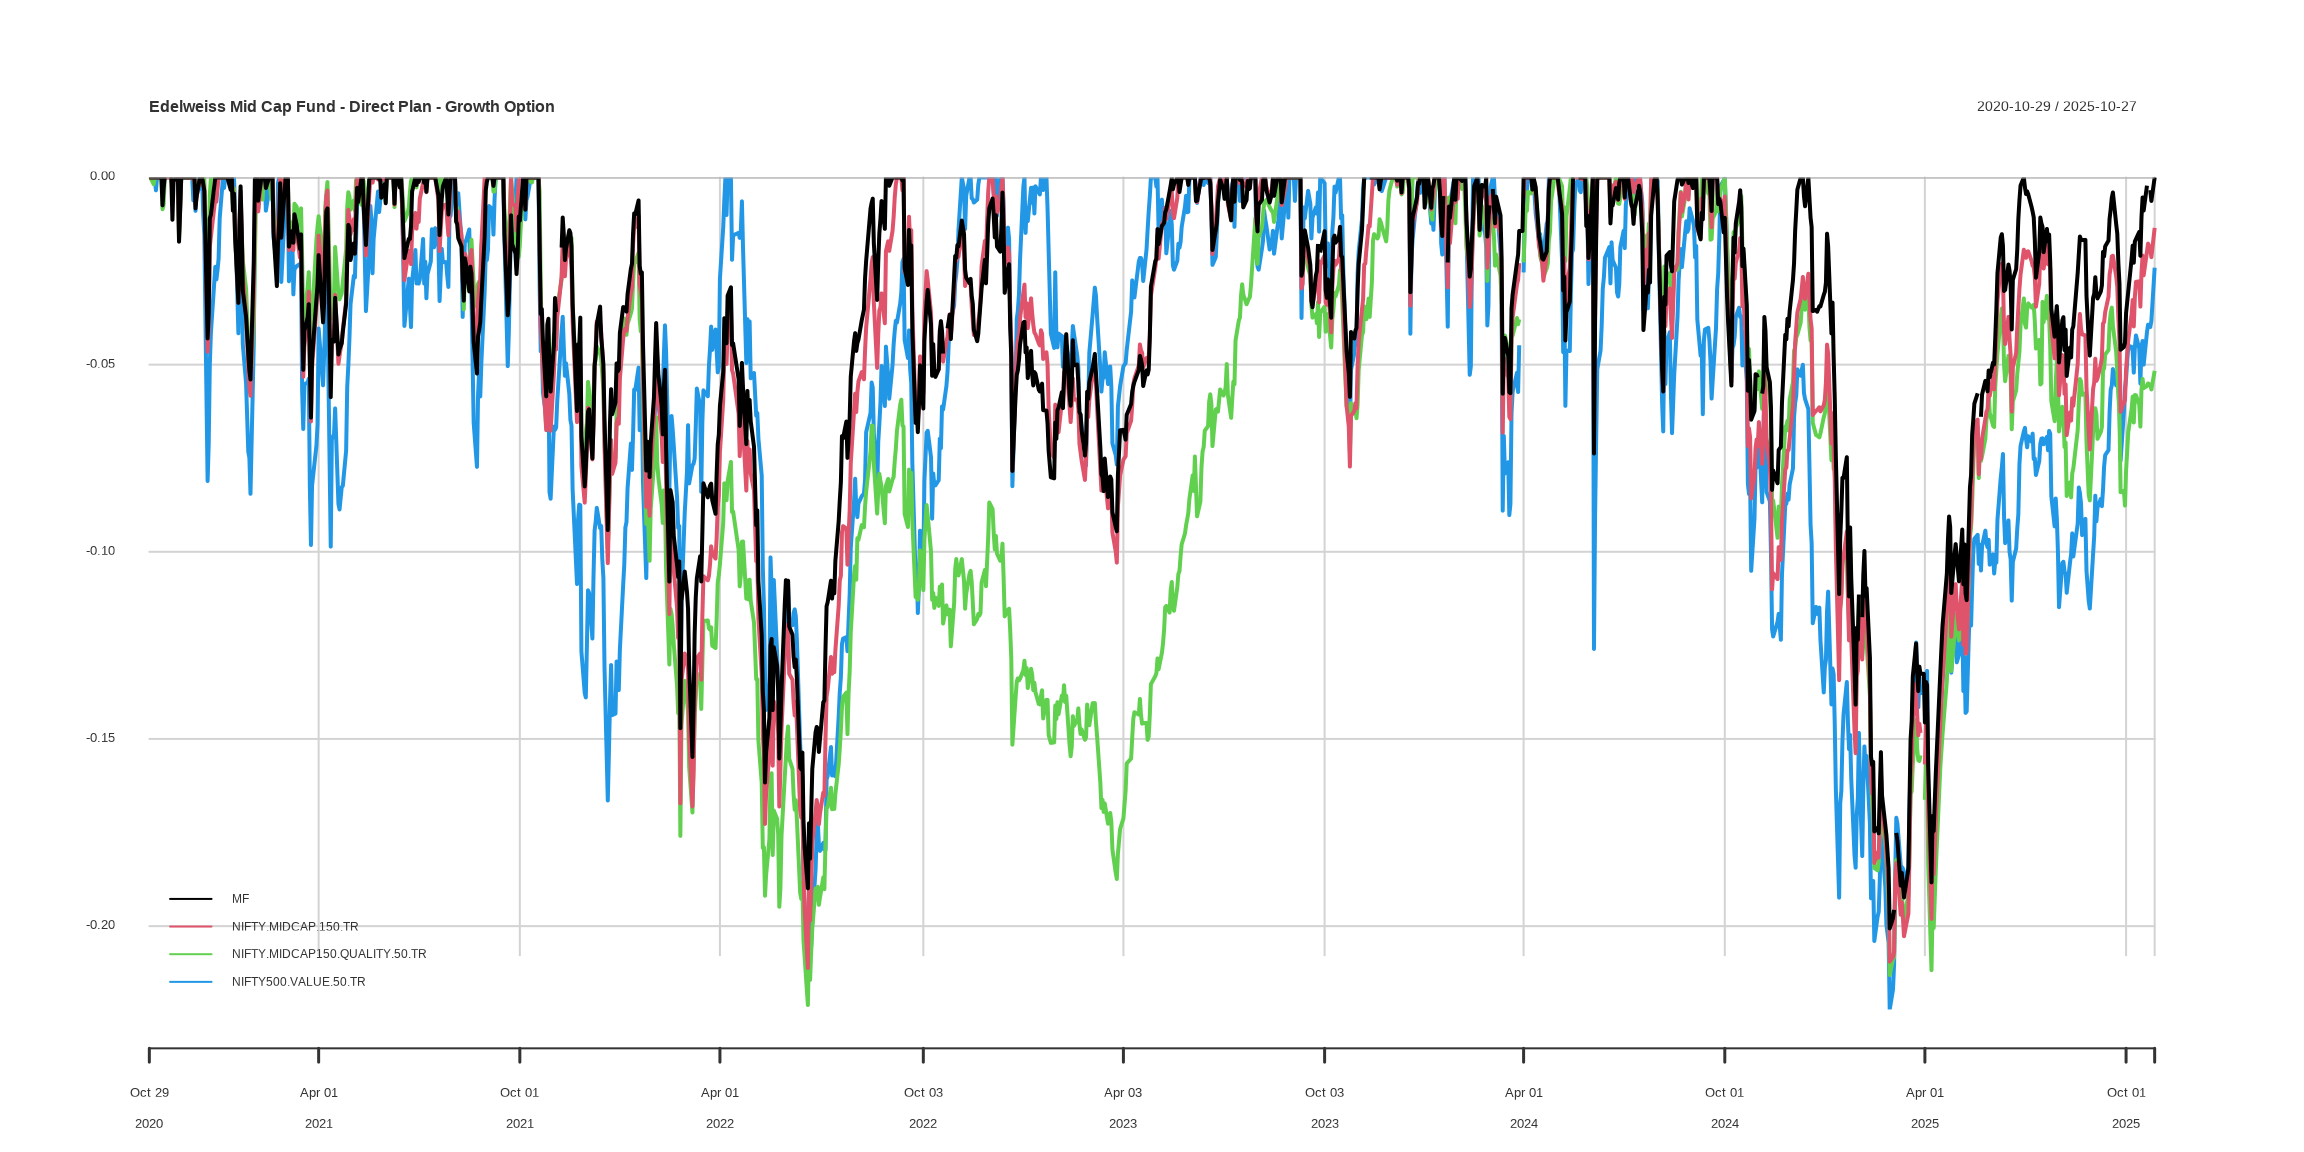 Edelweiss Mid Cap Fund - Direct Plan - Growth Option
2020-10-29 / 2025-10-27
0.00
-0.05
-0.10
-0.15
-0.20
MF
NIFTY.MIDCAP.150.TR
NIFTY.MIDCAP150.QUALITY.50.TR
NIFTY500.VALUE.50.TR
Oct 29 Apr 01 Oct 01 Apr 01 Oct 03 Apr 03 Oct 03 Apr 01 Oct 01 Apr 01 Oct 01
2020 2021 2021 2022 2022 2023 2023 2024 2024 2025 2025